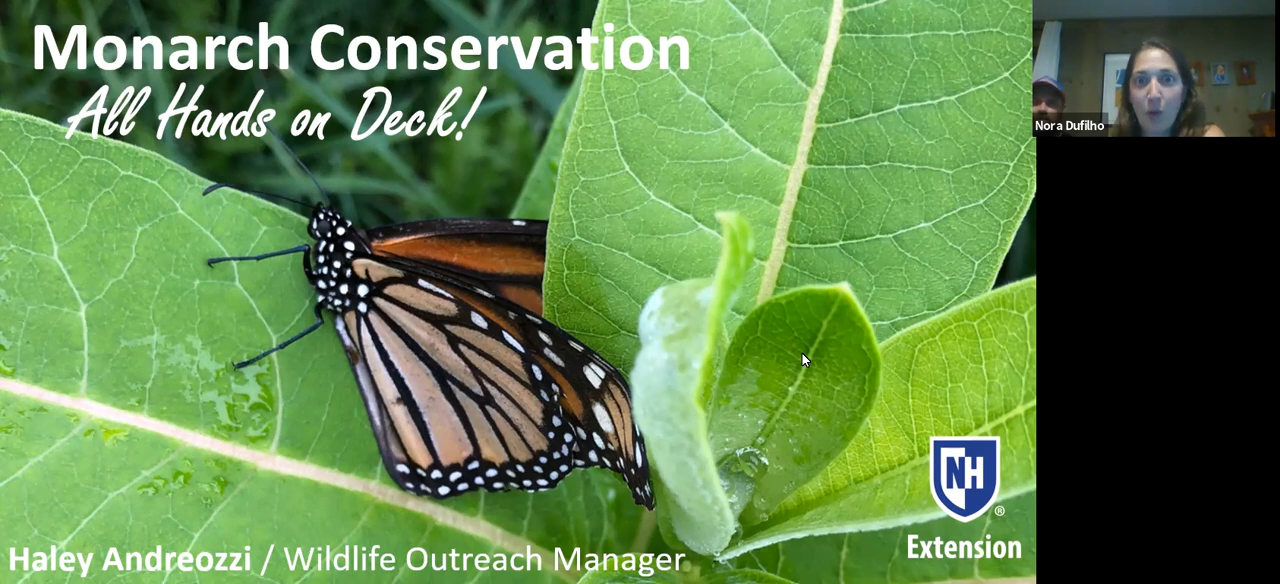 Monarch Conservation
All Hands on Deck!
Nora Dufilho
NH
®
Extension
Haley Andreozzi / Wildlife Outreach Manager